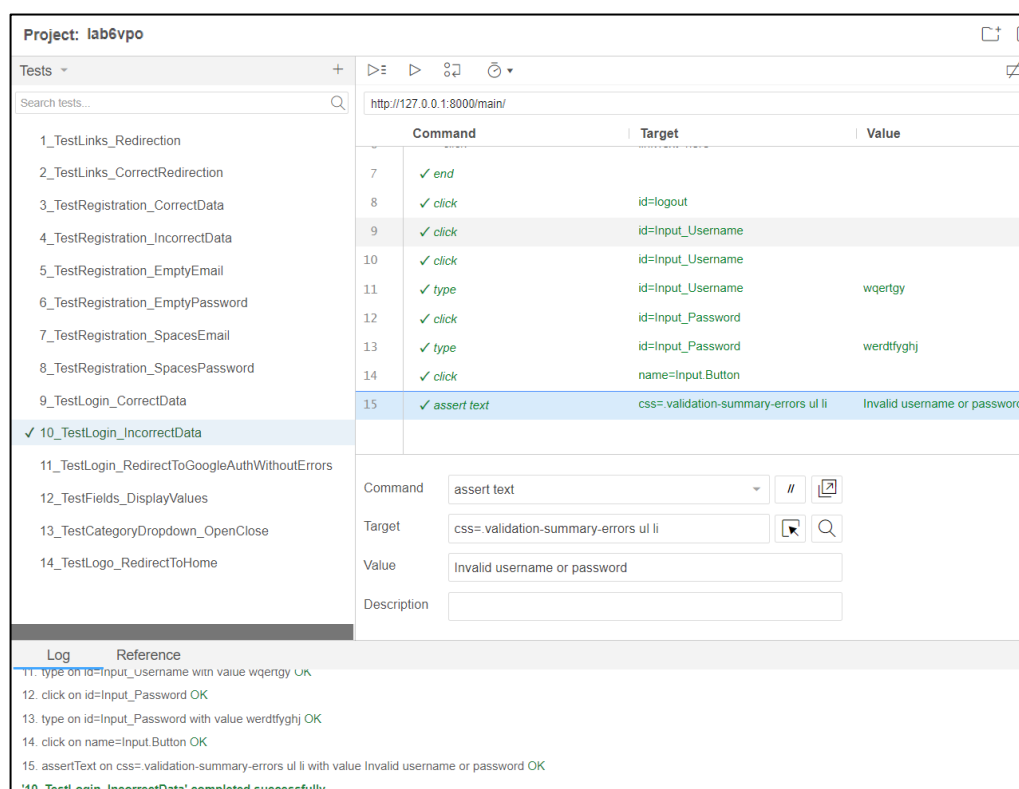 Project: lab6vpo
Tests
Search tests...
1_TestLinks_Redirection
2_TestLinks_CorrectRedirection
3_TestRegistration_CorrectData
4_TestRegistration_IncorrectData
5_TestRegistration_EmptyEmail
6_TestRegistration_EmptyPassword
7_TestRegistration_SpacesEmail
8_TestRegistration_SpacesPassword
9_TestLogin_CorrectData
✓ 10_TestLogin_IncorrectData
11_TestLogin_RedirectToGoogleAuthWithoutErrors
12_TestFields_DisplayValues
13_TestCategoryDropdown_OpenClose
14_TestLogo_RedirectToHome
http://127.0.0.1:8000/main/
Command Target Value
7 ✓ end
8 ✓ click id=logout
9 ✓ click id=Input_Username
10 ✓ click id=Input_Username
11 ✓ type id=Input_Username wqertgy
12 ✓ click id=Input_Password
13 ✓ type id=Input_Password werdtfyghj
14 ✓ click name=Input.Button
15 ✓ assert text css=.validation-summary-errors ul li Invalid username or password
Command assert text //
Target css=.validation-summary-errors ul li
Value Invalid username or password
Description
Log Reference
11. type on id=Input_Username with value wqertgy OK
12. click on id=Input_Password OK
13. type on id=Input_Password with value werdtfyghj OK
14. click on name=Input.Button OK
15. assertText on css=.validation-summary-errors ul li with value Invalid username or password OK
'10_TestLogin_IncorrectData' completed successfully